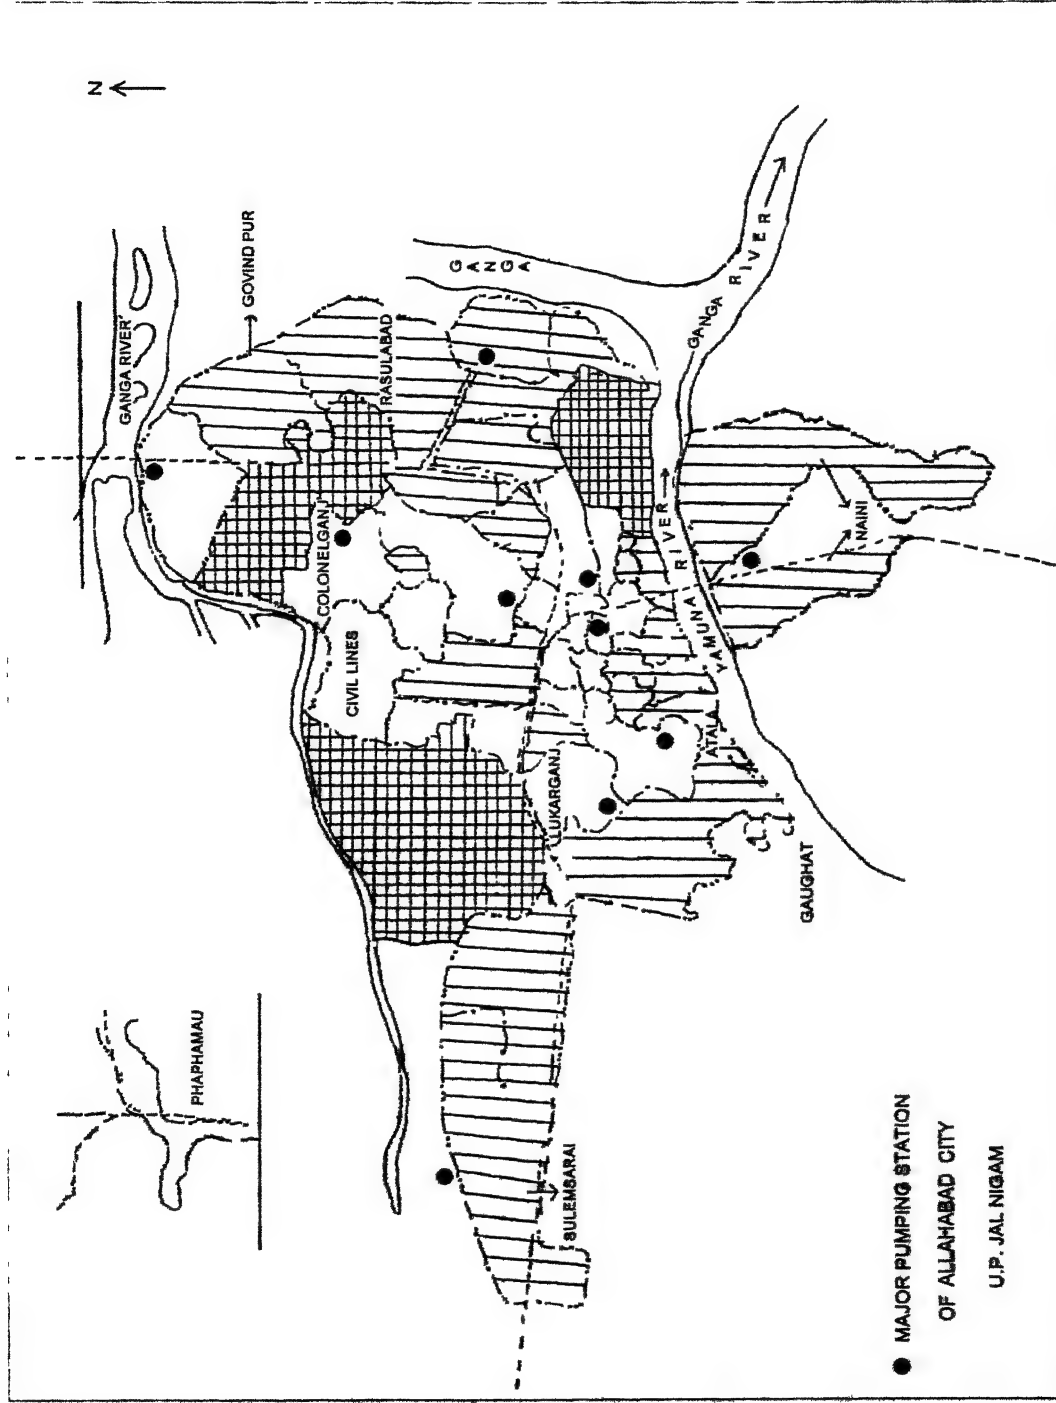 N
PHAPHAMAU
GANGA RIVER
GOVIND PUR
COLONELGANJ
RASULABAD
CIVIL LINES
GANGA
LUKARGANJ
SULEMSARAI
ATALA
YAMUNA RIVER
GANGA RIVER
GAUGHAT
NAINI
MAJOR PUMPING STATION
OF ALLAHABAD CITY
U.P. JAL NIGAM